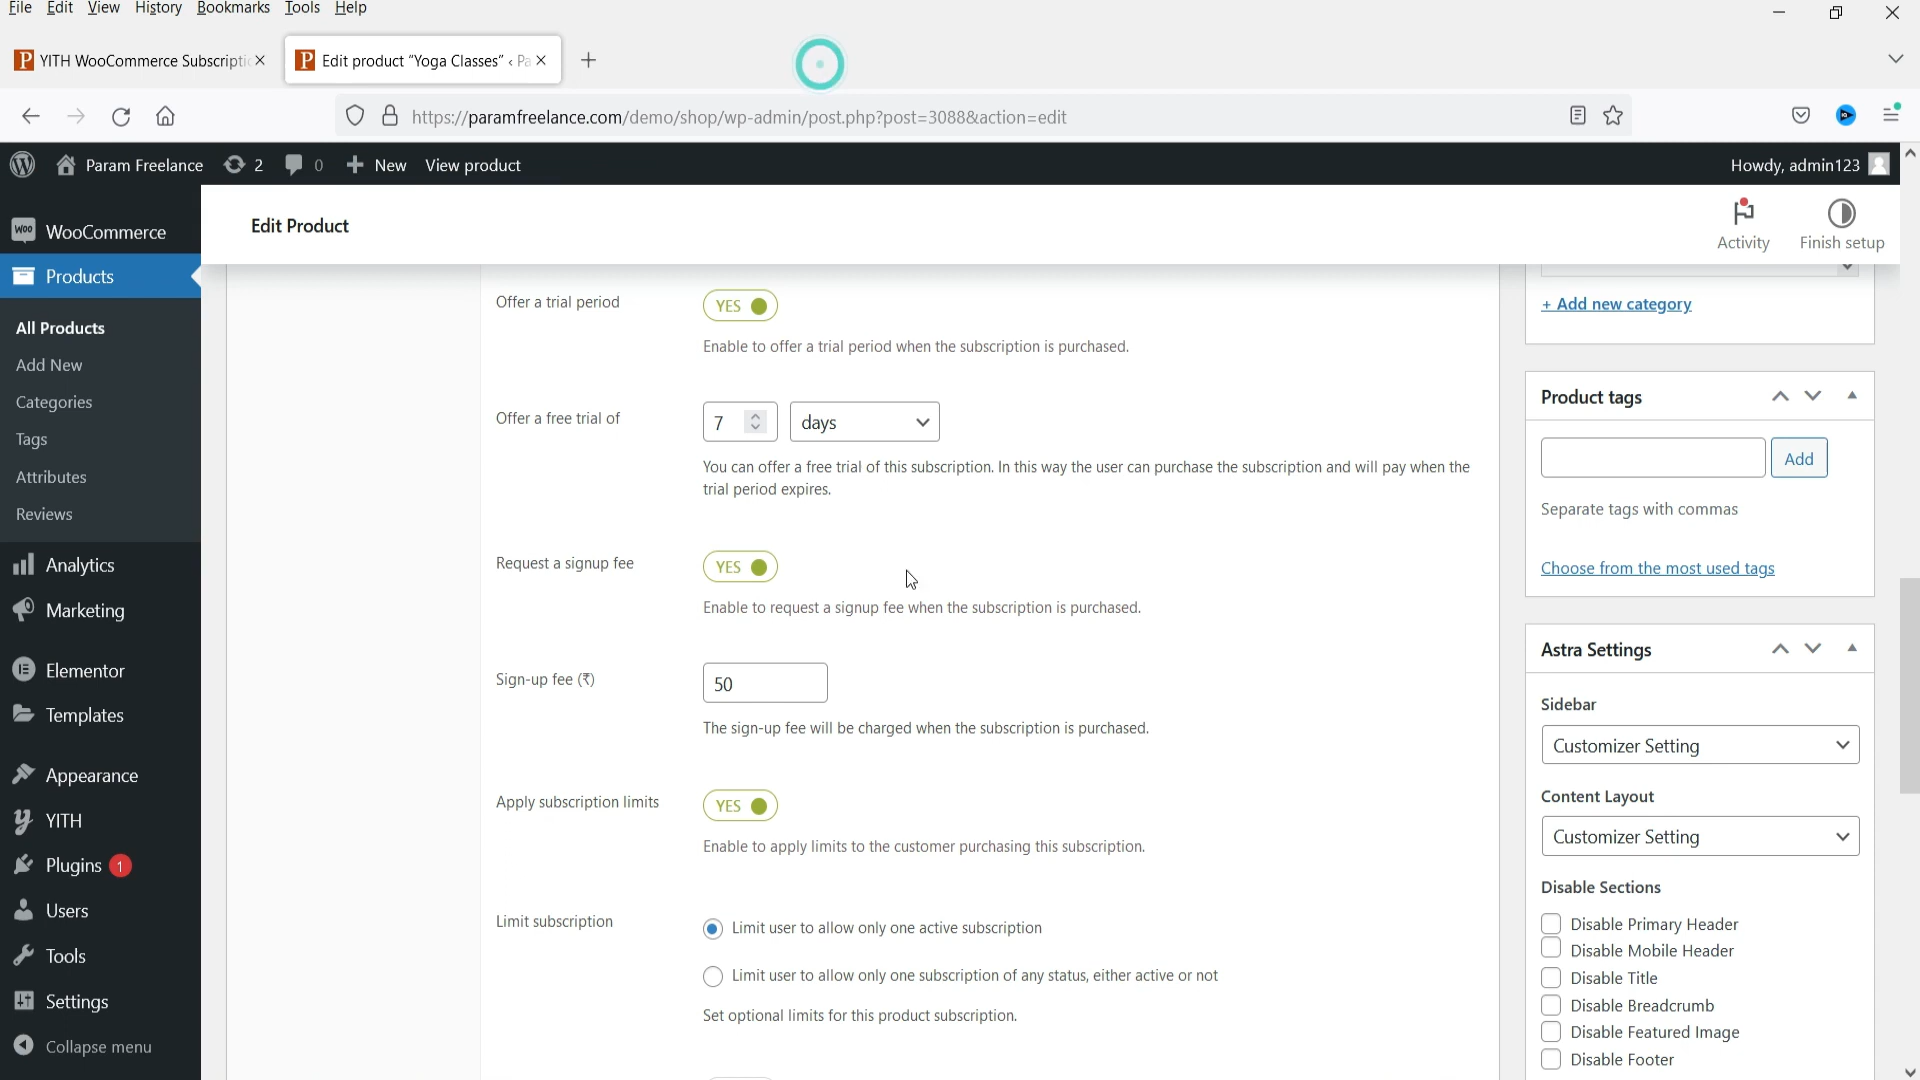 File Edit View History Bookmarks Tools Help
YITH WooCommerce Subscripti
Edit product “Yoga Classes” ‹ Pa
https://paramfreelance.com/demo/shop/wp-admin/post.php?post=3088&action=edit
Param Freelance 2 0 New View product
Howdy, admin123
WooCommerce
Products
All Products
Add New
Categories
Tags
Attributes
Reviews
Analytics
Marketing
Elementor
Templates
Appearance
YITH
Plugins 1
Users
Tools
Settings
Collapse menu
Edit Product
Activity
Finish setup
Offer a trial period
YES
Enable to offer a trial period when the subscription is purchased.
Offer a free trial of
7
days
You can offer a free trial of this subscription. In this way the user can purchase the subscription and will pay when the
trial period expires.
Request a signup fee
YES
Enable to request a signup fee when the subscription is purchased.
Sign-up fee (₹)
50
The sign-up fee will be charged when the subscription is purchased.
Apply subscription limits
YES
Enable to apply limits to the customer purchasing this subscription.
Limit subscription
Limit user to allow only one active subscription
Limit user to allow only one subscription of any status, either active or not
Set optional limits for this product subscription.
+ Add new category
Product tags
Add
Separate tags with commas
Choose from the most used tags
Astra Settings
Sidebar
Customizer Setting
Content Layout
Customizer Setting
Disable Sections
Disable Primary Header
Disable Mobile Header
Disable Title
Disable Breadcrumb
Disable Featured Image
Disable Footer